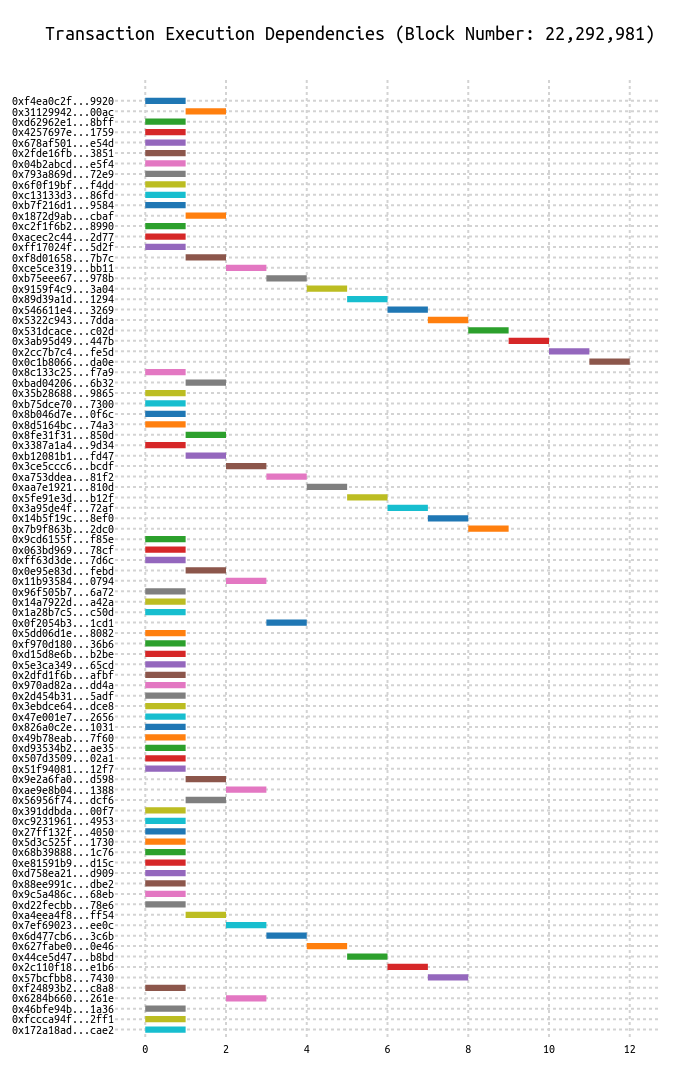 Transaction Execution Dependencies (Block Number: 22,292,981)
0xf4ea0c2f...9920
0x31129942...00ac
0xd62962e1...8bff
0x4257697e...1759
0x678af501...e54d
0x2fde16fb...3851
0x04b2abcd...e5f4
0x793a869d...72e9
0x6f0f19bf...f4dd
0xc13133d3...86fd
0xb7f216d1...9584
0x1872d9ab...cbaf
0xc2f1f6b2...8990
0xacec2c44...2d77
0xff17024f...5d2f
0xf8d01658...7b7c
0xce5ce319...bb11
0xb75eee67...978b
0x9159f4c9...3a04
0x89d39a1d...1294
0x546611e4...3269
0x5322c943...7dda
0x531dcace...c02d
0x3ab95d49...447b
0x2cc7b7c4...fe5d
0x0c1b8066...da0e
0x8c133c25...f7a9
0xbad04206...6b32
0x35b28688...9865
0xb75dce70...7300
0x8b046d7e...0f6c
0x8d5164bc...74a3
0x8fe31f31...850d
0x3387a1a4...9d34
0xb12081b1...fd47
0x3ce5ccc6...bcdf
0xa753ddea...81f2
0xaa7e1921...810d
0x5fe91e3d...b12f
0x3a95de4f...72af
0x14b5f19c...8ef0
0x7b9f863b...2dc0
0x9cd6155f...f85e
0x063bd969...78cf
0xff63d3de...7d6c
0x0e95e83d...febd
0x11b93584...0794
0x96f505b7...6a72
0x14a7922d...a42a
0x1a28b7c5...c50d
0x0f2054b3...1cd1
0x5dd06d1e...8082
0xf970d180...36b6
0xd15d8e6b...b2be
0x5e3ca349...65cd
0x2dfd1f6b...afbf
0x970ad82a...dd4a
0x2d454b31...5adf
0x3ebdce64...dce8
0x47e001e7...2656
0x826a0c2e...1031
0x49b78eab...7f60
0xd93534b2...ae35
0x507d3509...02a1
0x51f94081...12f7
0x9e2a6fa0...d598
0xae9e8b04...1388
0x56956f74...dcf6
0x391ddbda...00f7
0xc9231961...4953
0x27ff132f...4050
0x5d3c525f...1730
0x68b39888...1c76
0xe81591b9...d15c
0xd758ea21...d909
0x88ee991c...dbe2
0x9c5a486c...68eb
0xd22fecbb...78e6
0xa4eea4f8...ff54
0x7ef69023...ee0c
0x6d477cb6...3c6b
0x627fabe0...0e46
0x44ce5d47...b8bd
0x2c110f18...e1b6
0x57bcfbb8...7430
0xf24893b2...c8a8
0x6284b660...261e
0x46bfe94b...1a36
0xfccca94f...2ff1
0x172a18ad...cae2
0 2 4 6 8 10 12